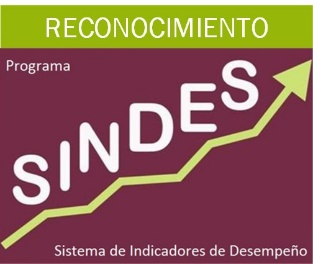 RECONOCIMIENTO
Programa
SINDES
Sistema de Indicadores de Desempeño